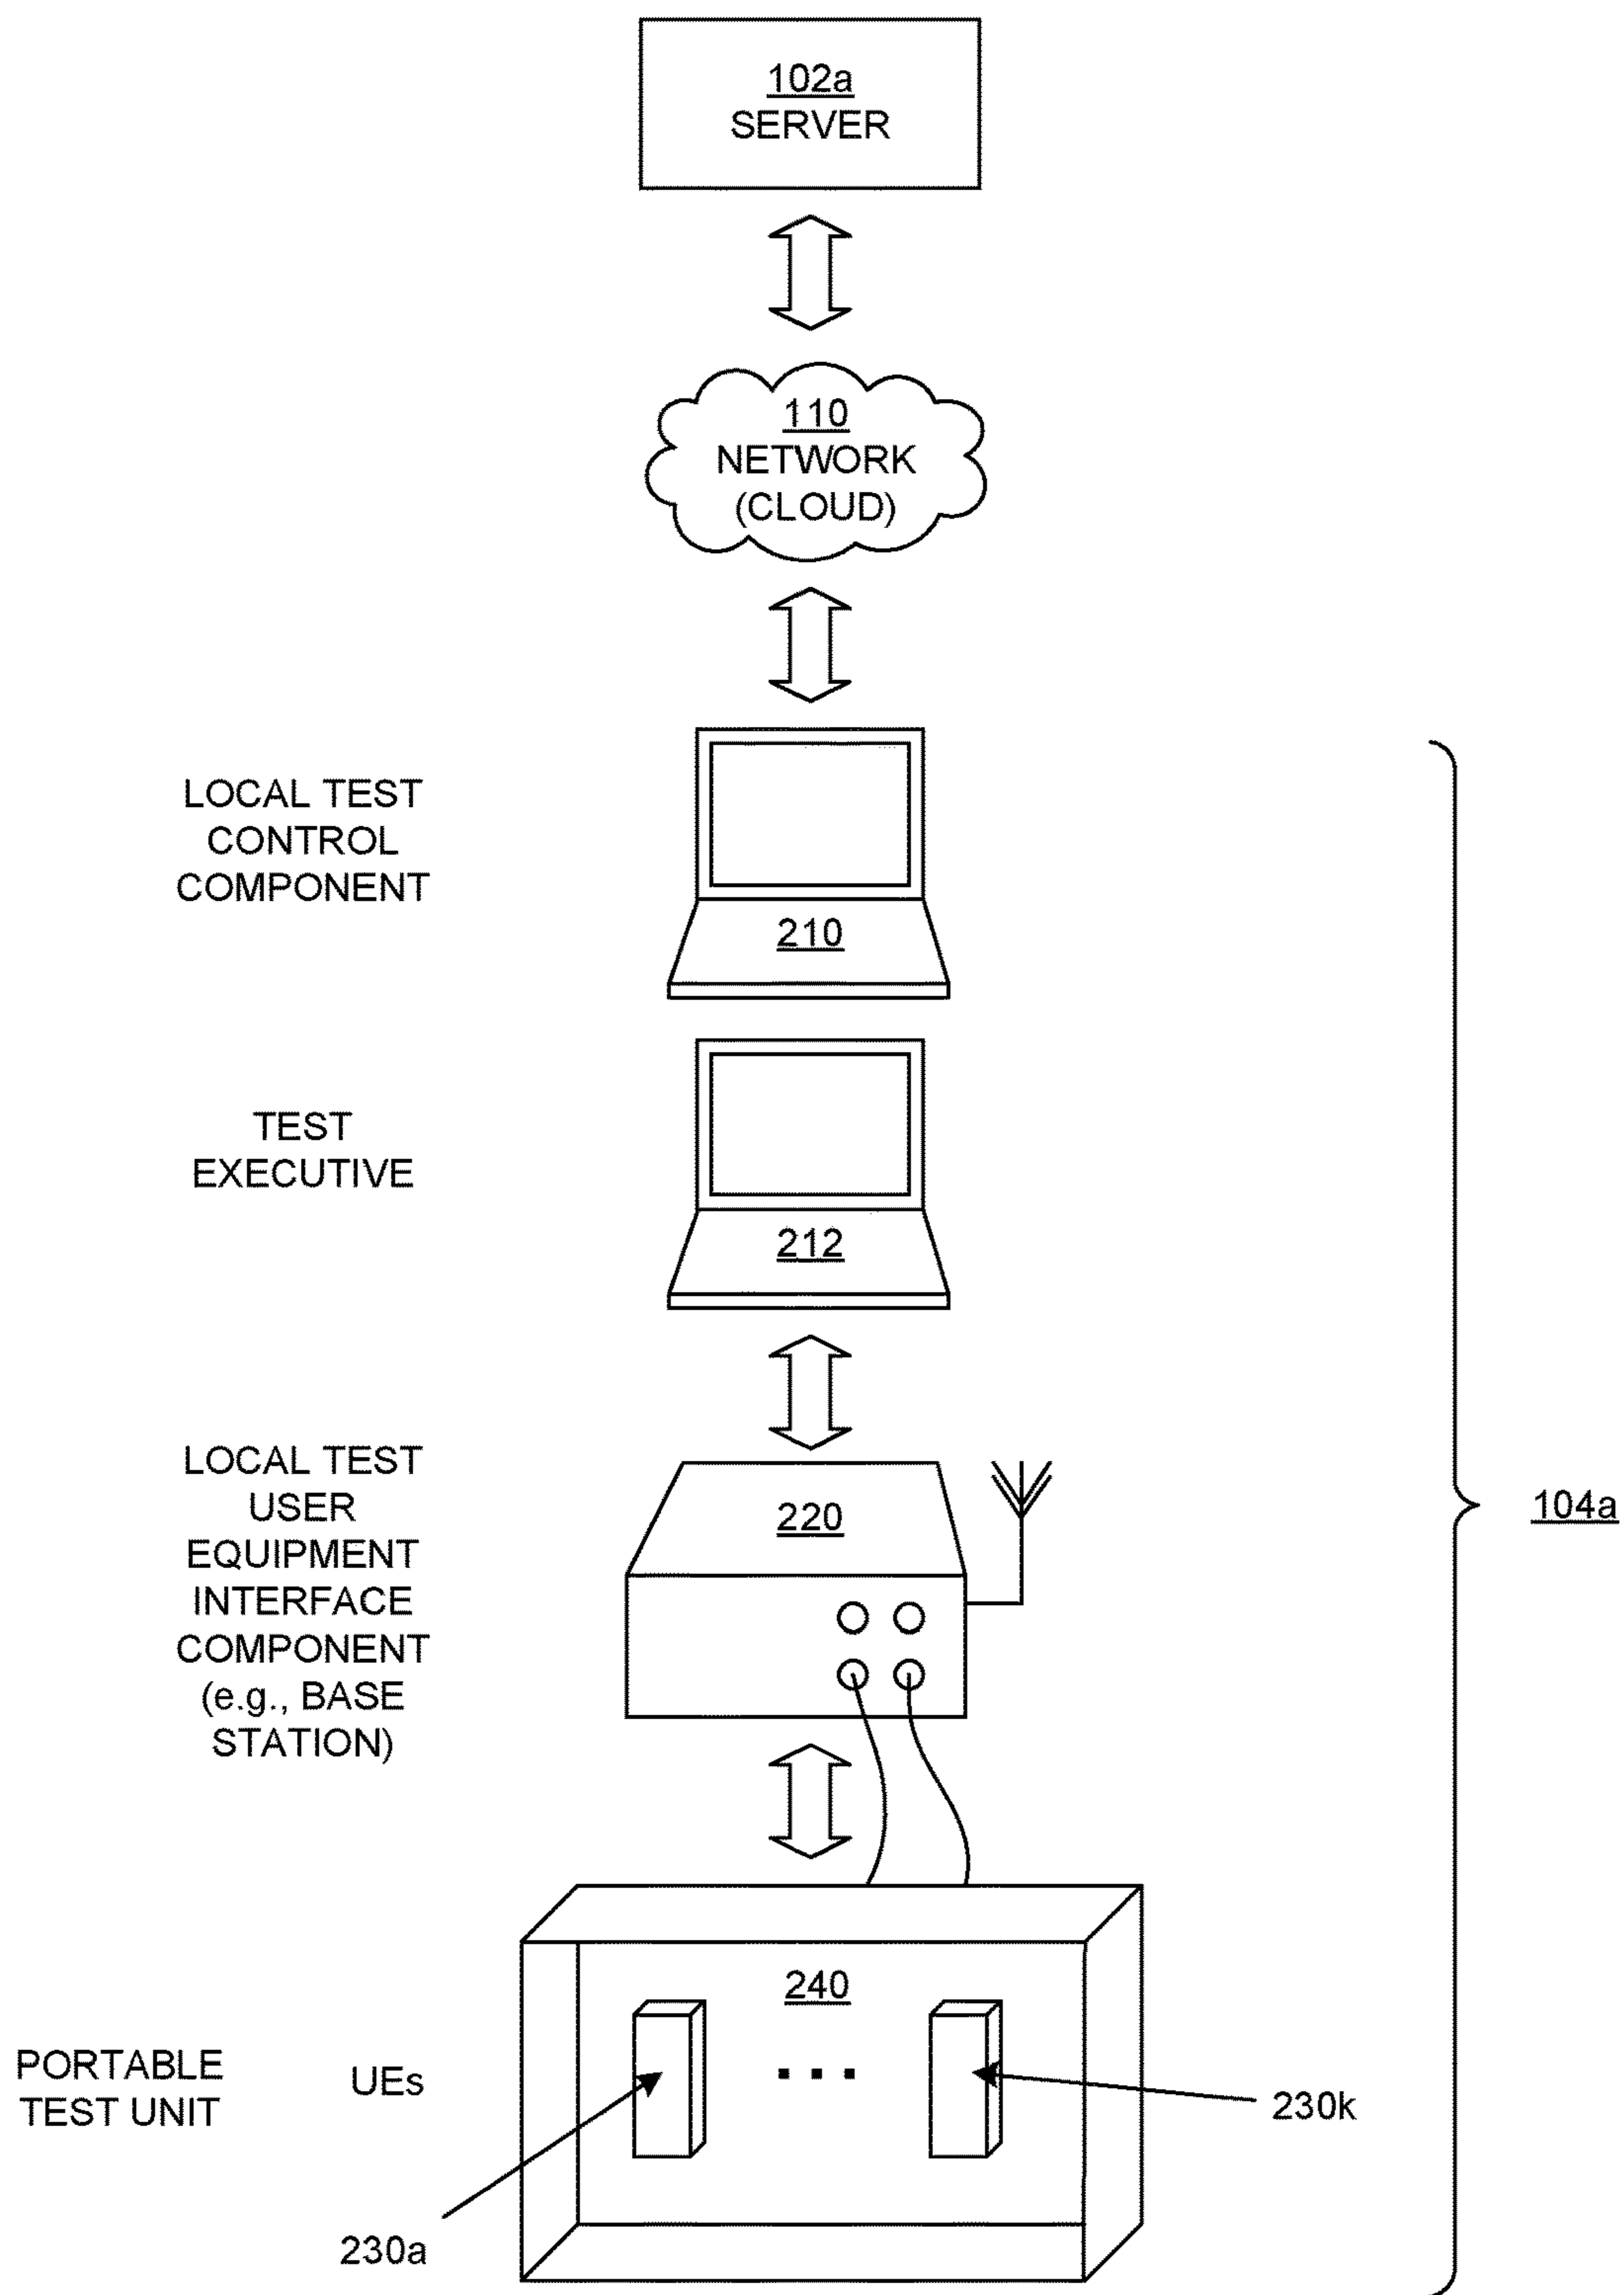 102a
SERVER
110
NETWORK
(CLOUD)
LOCAL TEST
CONTROL
COMPONENT
210
TEST
EXECUTIVE
212
LOCAL TEST
USER
EQUIPMENT
INTERFACE
COMPONENT
(e.g., BASE
STATION)
220
104a
240
PORTABLE
TEST UNIT
UEs
230k
230a